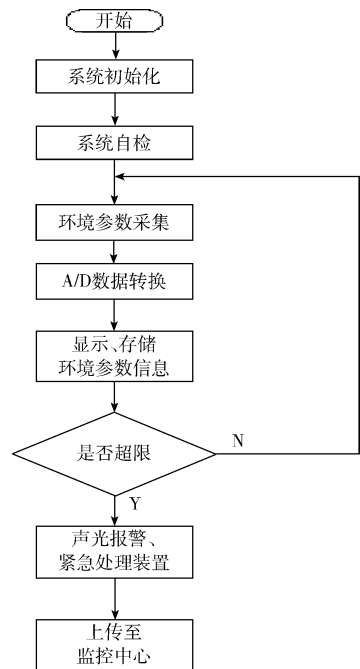 开始
系统初始化
系统自检
环境参数采集
A/D数据转换
显示、存储
环境参数信息
是否超限
N
Y
声光报警、
紧急处理装置
上传至
监控中心